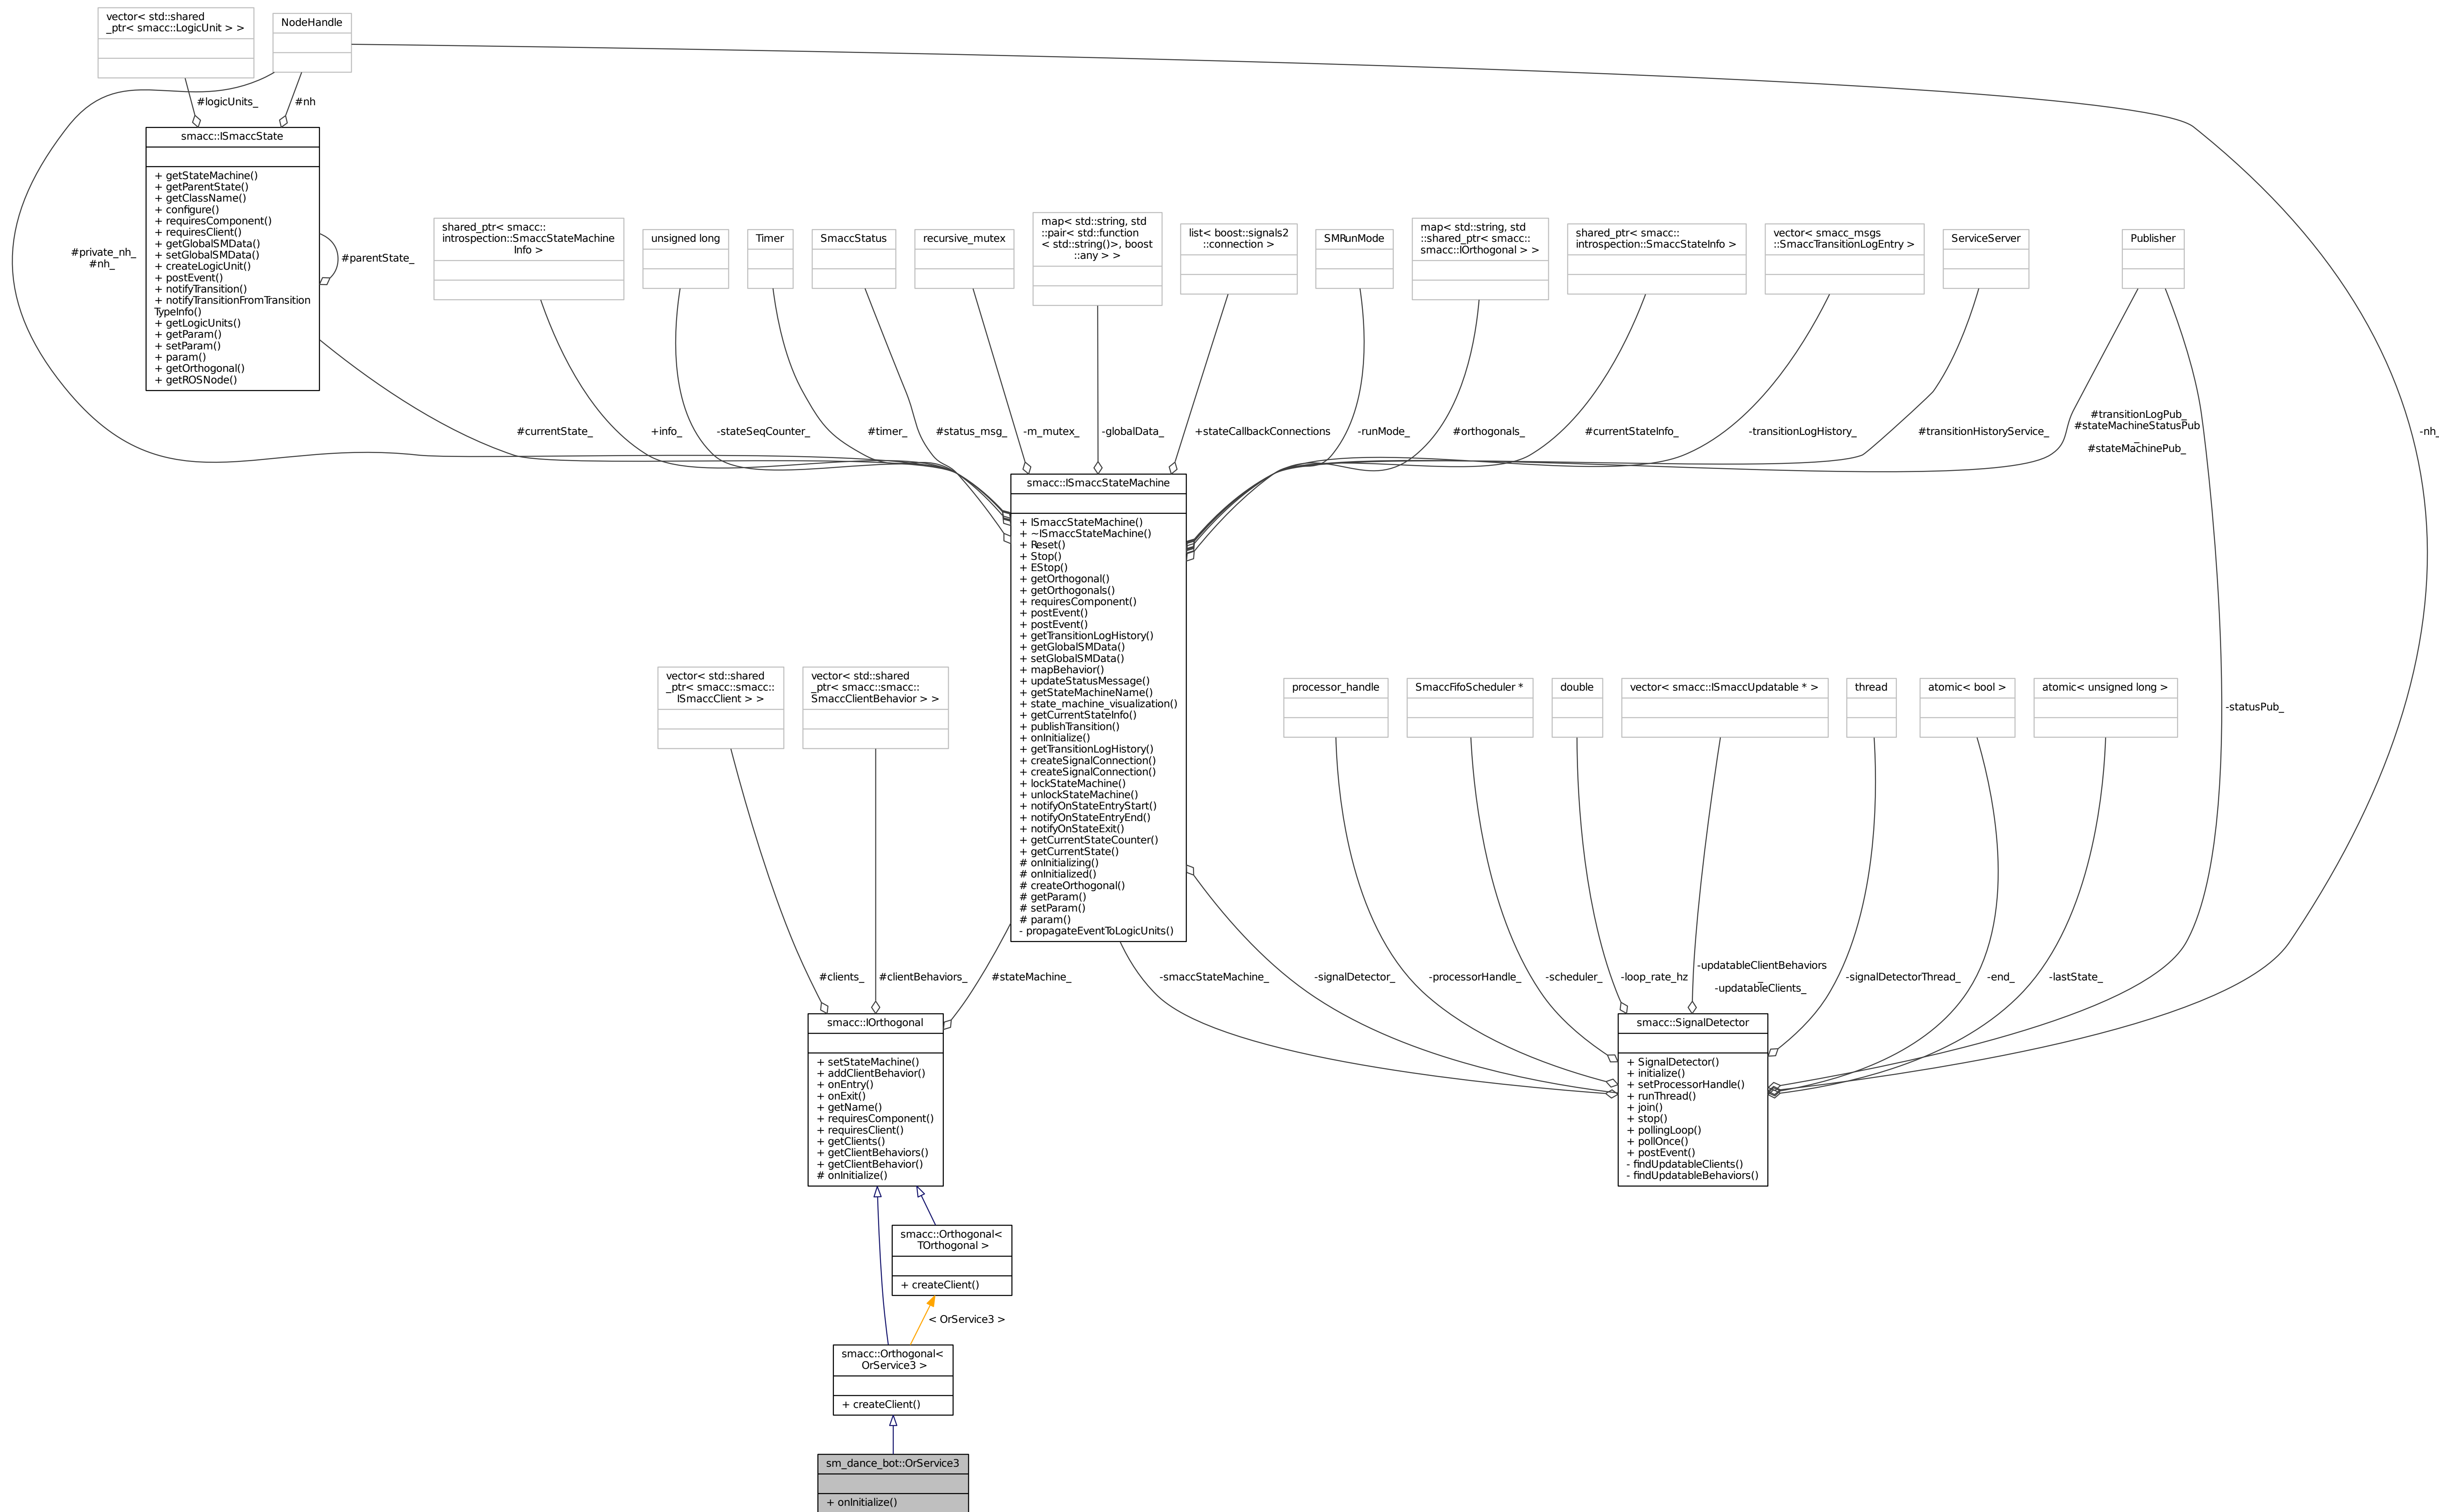 vector< std::shared
_ptr< smacc::LogicUnit > >
NodeHandle
#logicUnits_
#nh
smacc::ISmaccState
+ getStateMachine()
+ getParentState()
+ getClassName()
+ configure()
+ requiresComponent()
+ requiresClient()
+ getGlobalSMData()
+ setGlobalSMData()
+ createLogicUnit()
+ postEvent()
+ notifyTransition()
+ notifyTransitionFromTransition
TypeInfo()
+ getLogicUnits()
+ getParam()
+ setParam()
+ param()
+ getOrthogonal()
+ getROSNode()
#private_nh_
#nh_
#parentState_
shared_ptr< smacc::
introspection::SmaccStateMachine
Info >
unsigned long
Timer
SmaccStatus
recursive_mutex
map< std::string, std
::pair< std::function
< std::string()>, boost
::any > >
list< boost::signals2
::connection >
SMRunMode
map< std::string, std
::shared_ptr< smacc::
smacc::IOrthogonal > >
shared_ptr< smacc::
introspection::SmaccStateInfo >
vector< smacc_msgs
::SmaccTransitionLogEntry >
ServiceServer
Publisher
#currentState_
+info_
-stateSeqCounter_
#timer_
#status_msg_
-m_mutex_
-globalData_
+stateCallbackConnections
-runMode_
#orthogonals_
#currentStateInfo_
-transitionLogHistory_
#transitionHistoryService_
#transitionLogPub_
#stateMachineStatusPub
_
#stateMachinePub_
-nh_
smacc::ISmaccStateMachine
+ ISmaccStateMachine()
+ ~ISmaccStateMachine()
+ Reset()
+ Stop()
+ EStop()
+ getOrthogonal()
+ getOrthogonals()
+ requiresComponent()
+ postEvent()
+ postEvent()
+ getTransitionLogHistory()
+ getGlobalSMData()
+ setGlobalSMData()
+ mapBehavior()
+ updateStatusMessage()
+ getStateMachineName()
+ state_machine_visualization()
+ getCurrentStateInfo()
+ publishTransition()
+ onInitialize()
+ getTransitionLogHistory()
+ createSignalConnection()
+ createSignalConnection()
+ lockStateMachine()
+ unlockStateMachine()
+ notifyOnStateEntryStart()
+ notifyOnStateEntryEnd()
+ notifyOnStateExit()
+ getCurrentStateCounter()
+ getCurrentState()
# onInitializing()
# onInitialized()
# createOrthogonal()
# getParam()
# setParam()
# param()
- propagateEventToLogicUnits()
vector< std::shared
_ptr< smacc::smacc::
ISmaccClient > >
vector< std::shared
_ptr< smacc::smacc::
SmaccClientBehavior > >
processor_handle
SmaccFifoScheduler *
double
vector< smacc::ISmaccUpdatable * >
thread
atomic< bool >
atomic< unsigned long >
-statusPub_
#clients_
#clientBehaviors_
#stateMachine_
-smaccStateMachine_
-signalDetector_
-processorHandle_
-scheduler_
-loop_rate_hz
-updatableClientBehaviors
_
-updatableClients_
-signalDetectorThread_
-end_
-lastState_
smacc::IOrthogonal
+ setStateMachine()
+ addClientBehavior()
+ onEntry()
+ onExit()
+ getName()
+ requiresComponent()
+ requiresClient()
+ getClients()
+ getClientBehaviors()
+ getClientBehavior()
# onInitialize()
smacc::SignalDetector
+ SignalDetector()
+ initialize()
+ setProcessorHandle()
+ runThread()
+ join()
+ stop()
+ pollingLoop()
+ pollOnce()
+ postEvent()
- findUpdatableClients()
- findUpdatableBehaviors()
smacc::Orthogonal<
TOrthogonal >
+ createClient()
< OrService3 >
smacc::Orthogonal<
OrService3 >
+ createClient()
sm_dance_bot::OrService3
+ onInitialize()